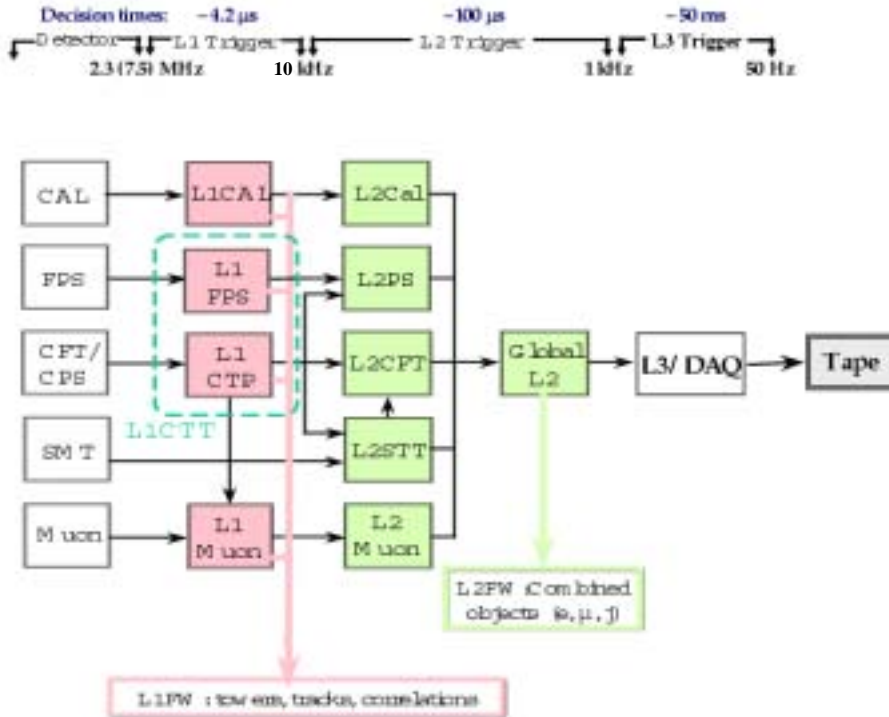 Decision times: ~4.2 μs ~100 μs ~50 ms
Detector L1 Trigger L2 Trigger L3 Trigger
2.3 (7.5) MHz 10 kHz 1 kHz 50 Hz
CAL L1CAL L2Cal
FPS L1 FPS L2PS
CFT/ CPS L1 CTP L2CFT Global L2 L3/ DAQ Tape
L1CTT
SMT L2STT
Muon L1 Muon L2 Muon
L2FW :Combined
objects (e, μ, j)
L1FW : towers, tracks, correlations